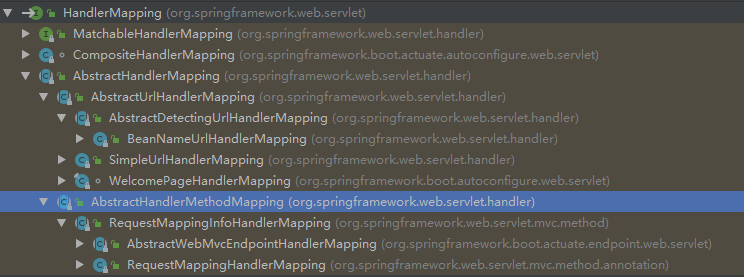 HandlerMapping (org.springframework.web.servlet)
MatchableHandlerMapping (org.springframework.web.servlet.handler)
CompositeHandlerMapping (org.springframework.boot.actuate.autoconfigure.web.servlet)
AbstractHandlerMapping (org.springframework.web.servlet.handler)
AbstractUrlHandlerMapping (org.springframework.web.servlet.handler)
AbstractDetectingUrlHandlerMapping (org.springframework.web.servlet.handler)
BeanNameUrlHandlerMapping (org.springframework.web.servlet.handler)
SimpleUrlHandlerMapping (org.springframework.web.servlet.handler)
WelcomePageHandlerMapping (org.springframework.boot.autoconfigure.web.servlet)
AbstractHandlerMethodMapping (org.springframework.web.servlet.handler)
RequestMappingInfoHandlerMapping (org.springframework.web.servlet.mvc.method)
AbstractWebMvcEndpointHandlerMapping (org.springframework.boot.actuate.endpoint.web.servlet)
RequestMappingHandlerMapping (org.springframework.web.servlet.mvc.method.annotation)